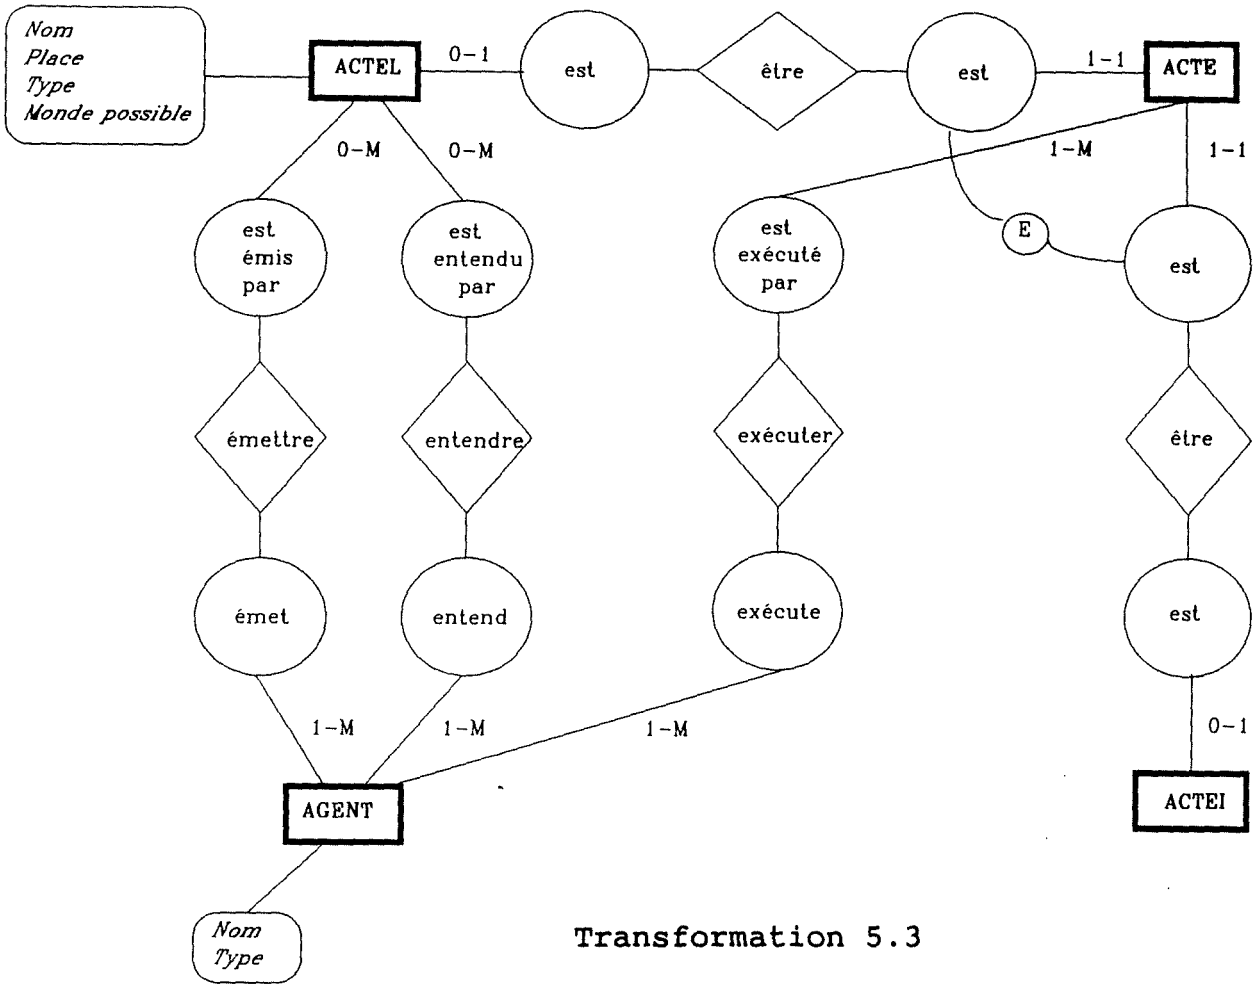 Nom
Place
Type
Monde possible
ACTEL
0-1
est
être
est
1-1
ACTE
0-M
0-M
1-M
1-1
est
émis
par
est
entendu
par
est
exécuté
par
E
est
émettre
entendre
exécuter
être
émet
entend
exécute
est
1-M
1-M
1-M
0-1
AGENT
ACTEI
Nom
Type
Transformation 5.3